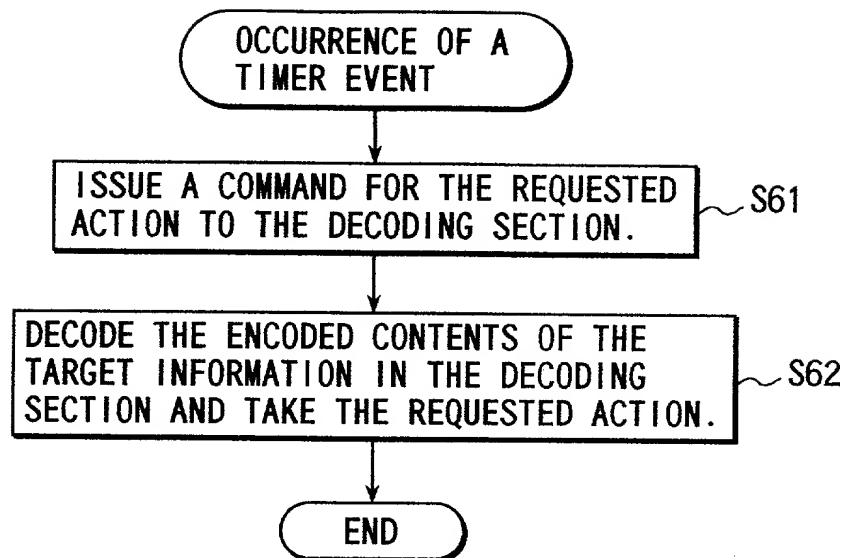 OCCURRENCE OF A
TIMER EVENT
ISSUE A COMMAND FOR THE REQUESTED
ACTION TO THE DECODING SECTION.
S61
DECODE THE ENCODED CONTENTS OF THE
TARGET INFORMATION IN THE DECODING
SECTION AND TAKE THE REQUESTED ACTION.
S62
END